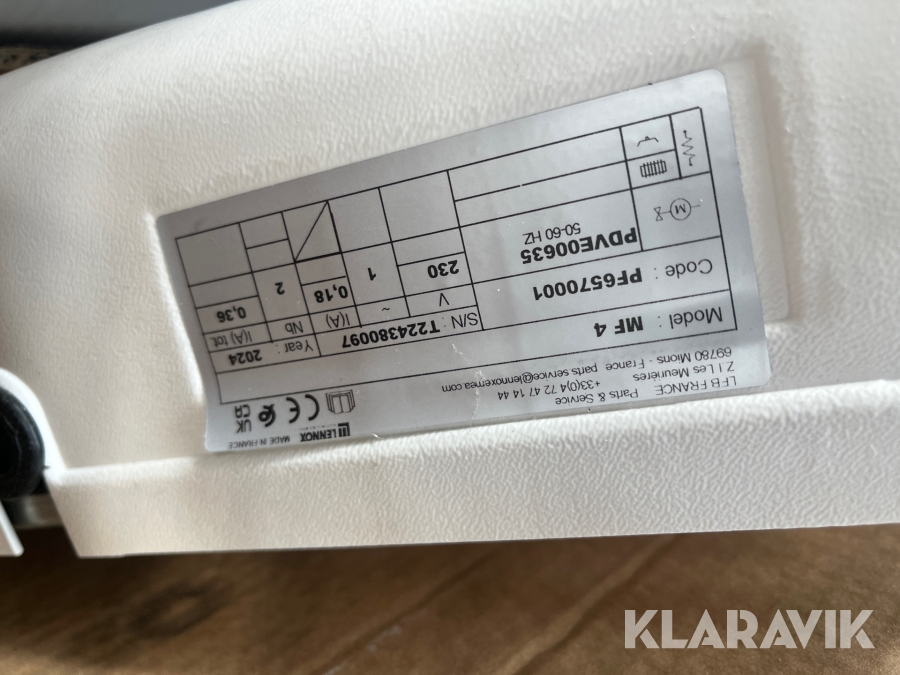 LENNOX
MADE IN FRANCE
CE
UK
CA
LFB FRANCE Parts & Service
Z.I Les Meurières +33(0)4 72 47 14 44
69780 Mions - France parts.service@lennoxemea.com
Model : MF 4
S/N : T224380097
Year : 2024
Code : PF6570001
V ~ I(A) Nb I(A) tot.
PDVE00635
50-60 HZ
230 1 0,18 2 0,36
M
KLARAVIK